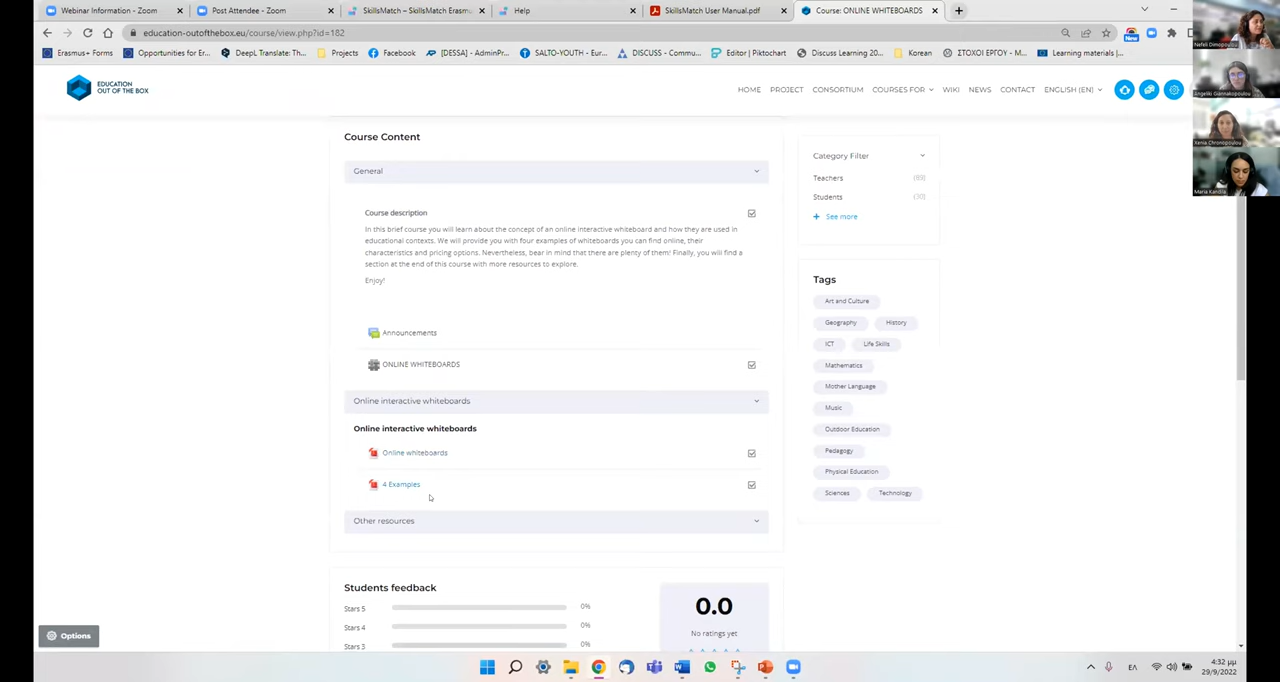 Webinar Information - Zoom
Post Attendee - Zoom
SkillsMatch – SkillsMatch Erasmu
Help
SkillsMatch User Manual.pdf
Course: ONLINE WHITEBOARDS
education-outofthebox.eu/course/view.php?id=182
Erasmus+ Forms
Opportunities for Er...
DeepL Translate: Th...
Projects
Facebook
[DESSA] - AdminPr...
SALTO-YOUTH - Eur...
DISCUSS - Commu...
Editor | Piktochart
Discuss Learning 20...
Korean
ΣΤΟΧΟΙ ΕΡΓΟΥ - M...
Learning materials |...
New
EDUCATION
OUT OF THE BOX
HOME
PROJECT
CONSORTIUM
COURSES FOR
WIKI
NEWS
CONTACT
ENGLISH (EN)
Nefeli Dimopoulou
Angeliki Giannakopoulou
Xenia Chronopoulou
Maria Kanitsa
Course Content
General
Course description
In this brief course you will learn about the concept of an online interactive whiteboard and how they are used in
educational contexts. We will provide you with four examples of whiteboards you can find online, their
characteristics and pricing options. Nevertheless, bear in mind that there are plenty of them! Finally, you will find a
section at the end of this course with more resources to explore.
Enjoy!
Announcements
ONLINE WHITEBOARDS
Online interactive whiteboards
Online interactive whiteboards
Online whiteboards
4 Examples
Other resources
Students feedback
Stars 5
0%
Stars 4
0%
Stars 3
0%
0.0
No ratings yet
Category Filter
Teachers
(89)
Students
(30)
+ See more
Tags
Art and Culture
Geography
History
ICT
Life Skills
Mathematics
Mother Language
Music
Outdoor Education
Pedagogy
Physical Education
Sciences
Technology
Options
ΕΛ
4:32 μμ
29/9/2022